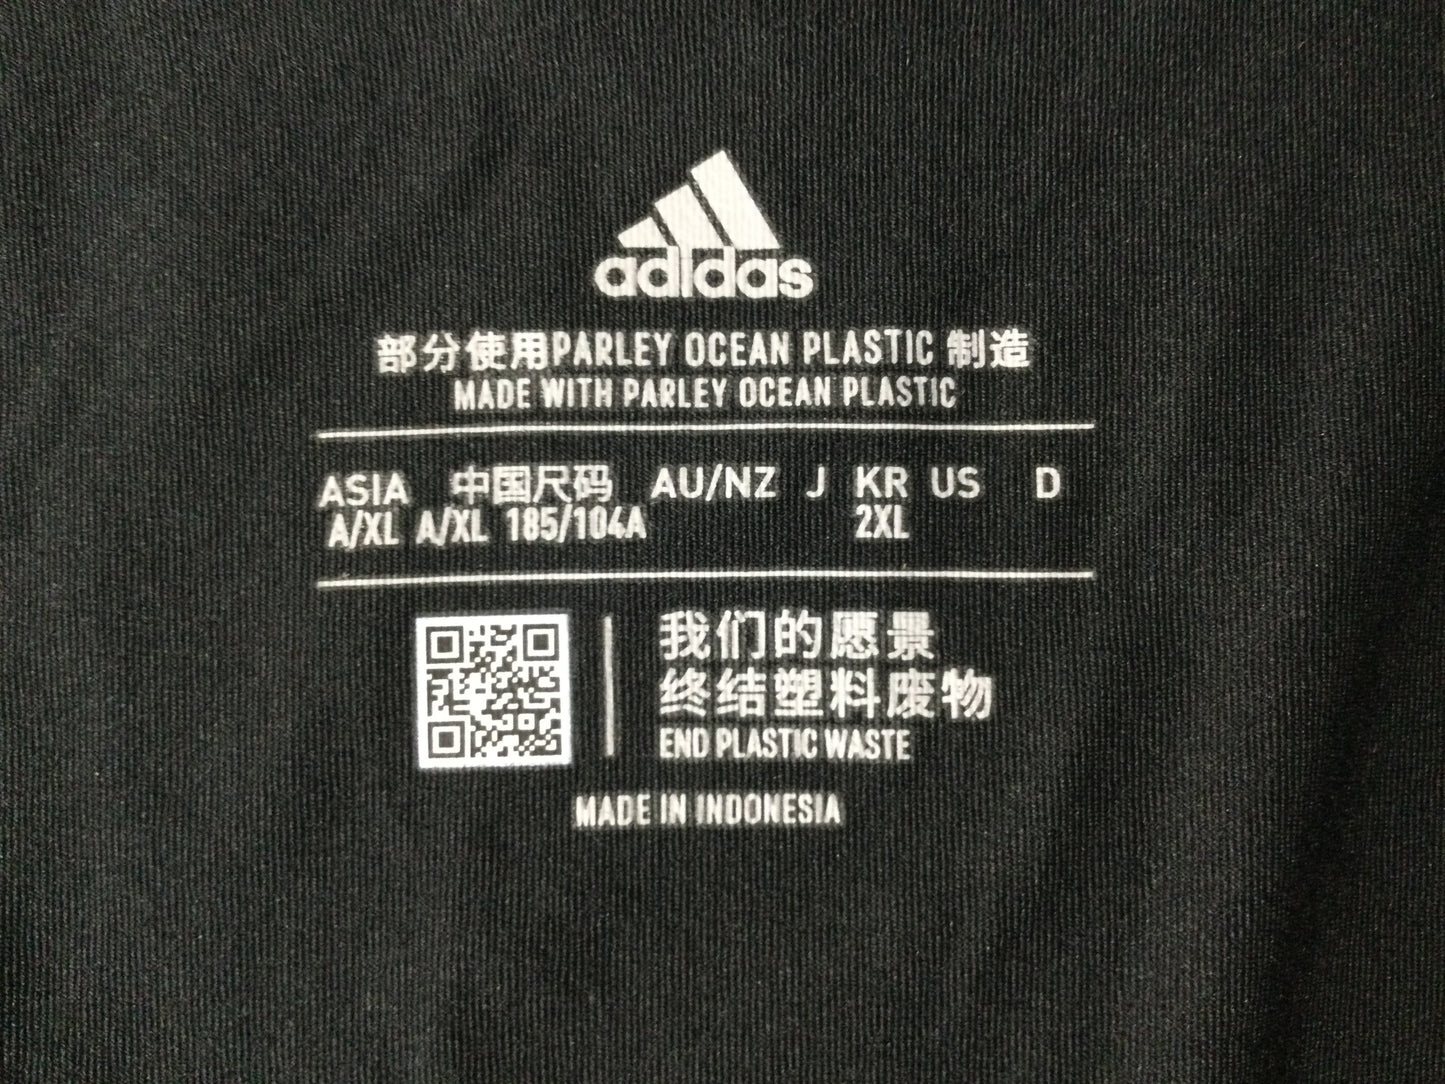 adidas
部分使用PARLEY OCEAN PLASTIC 制造
MADE WITH PARLEY OCEAN PLASTIC
ASIA 中国尺码 AU/NZ J KR US D
A/XL A/XL 185/104A 2XL
我们的愿景
终结塑料废物
END PLASTIC WASTE
MADE IN INDONESIA